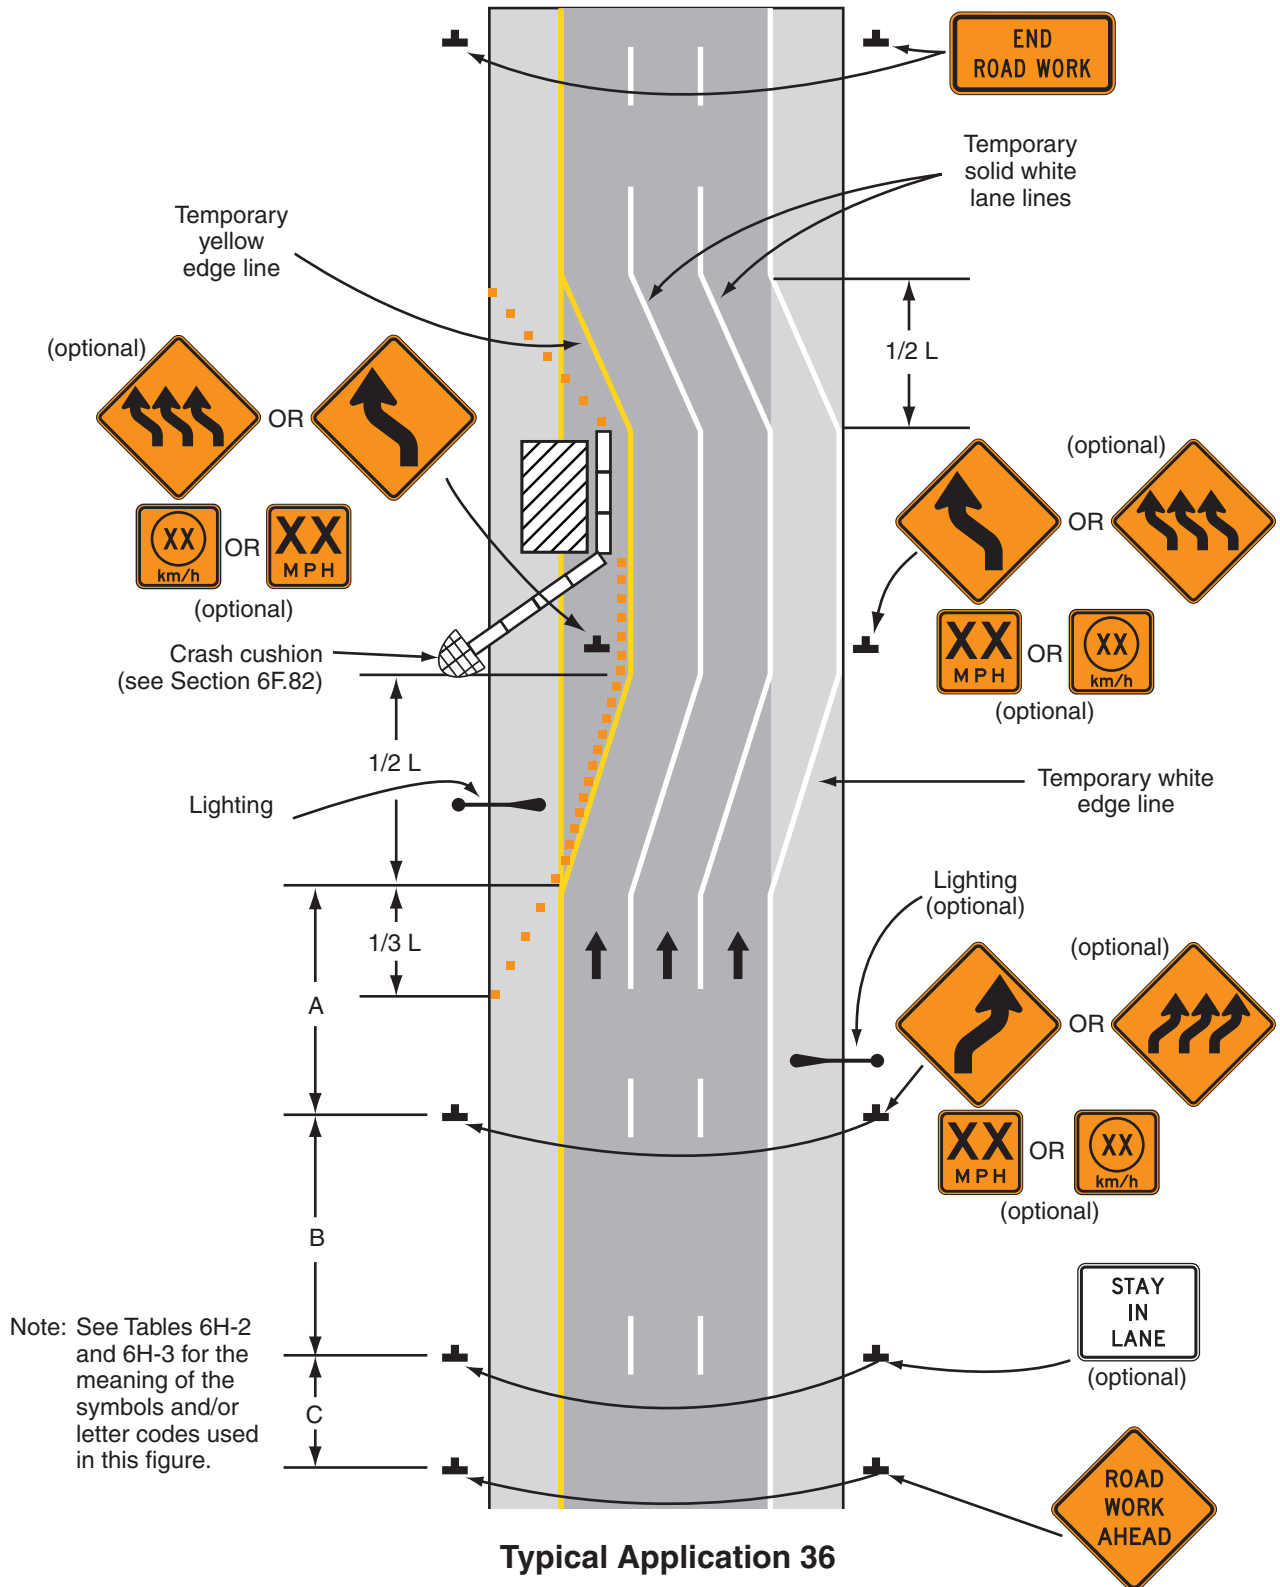 END
ROAD WORK
Temporary
solid white
lane lines
Temporary
yellow
edge line
(optional)
OR
1/2 L
(optional)
OR
XX
km/h
OR
XX
MPH
(optional)
XX
MPH
OR
XX
km/h
(optional)
Crash cushion
(see Section 6F.82)
1/2 L
Lighting
Temporary white
edge line
Lighting
(optional)
1/3 L
A
(optional)
OR
XX
MPH
OR
XX
km/h
(optional)
B
STAY
IN
LANE
(optional)
Note: See Tables 6H-2
and 6H-3 for the
meaning of the
symbols and/or
letter codes used
in this figure.
C
ROAD
WORK
AHEAD
Typical Application 36